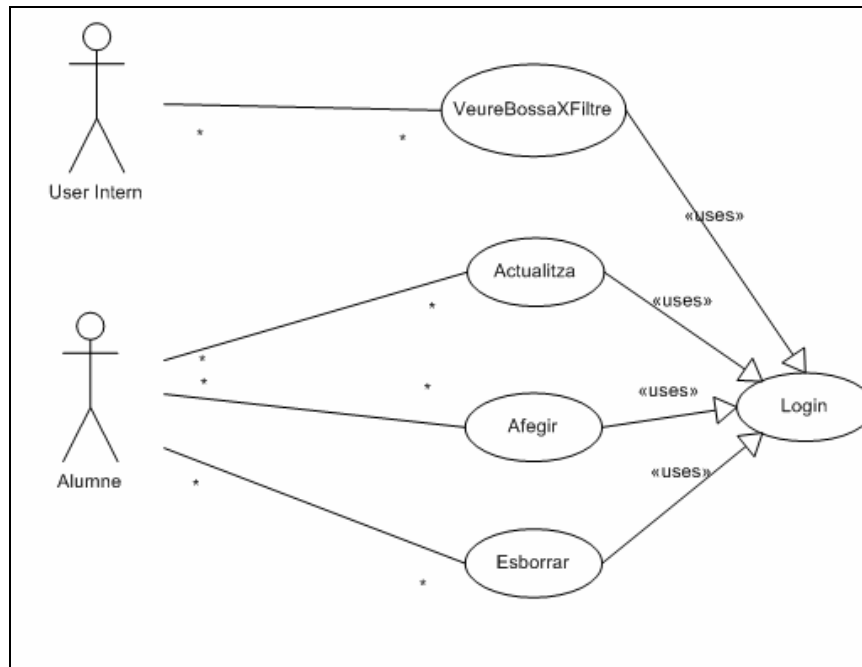 VeureBossaXFiltre
*
*
User Intern
«uses»
Actualitza
«uses»
*
*
*
*
«uses»
Login
Afegir
Alumne
*
«uses»
Esborrar
*